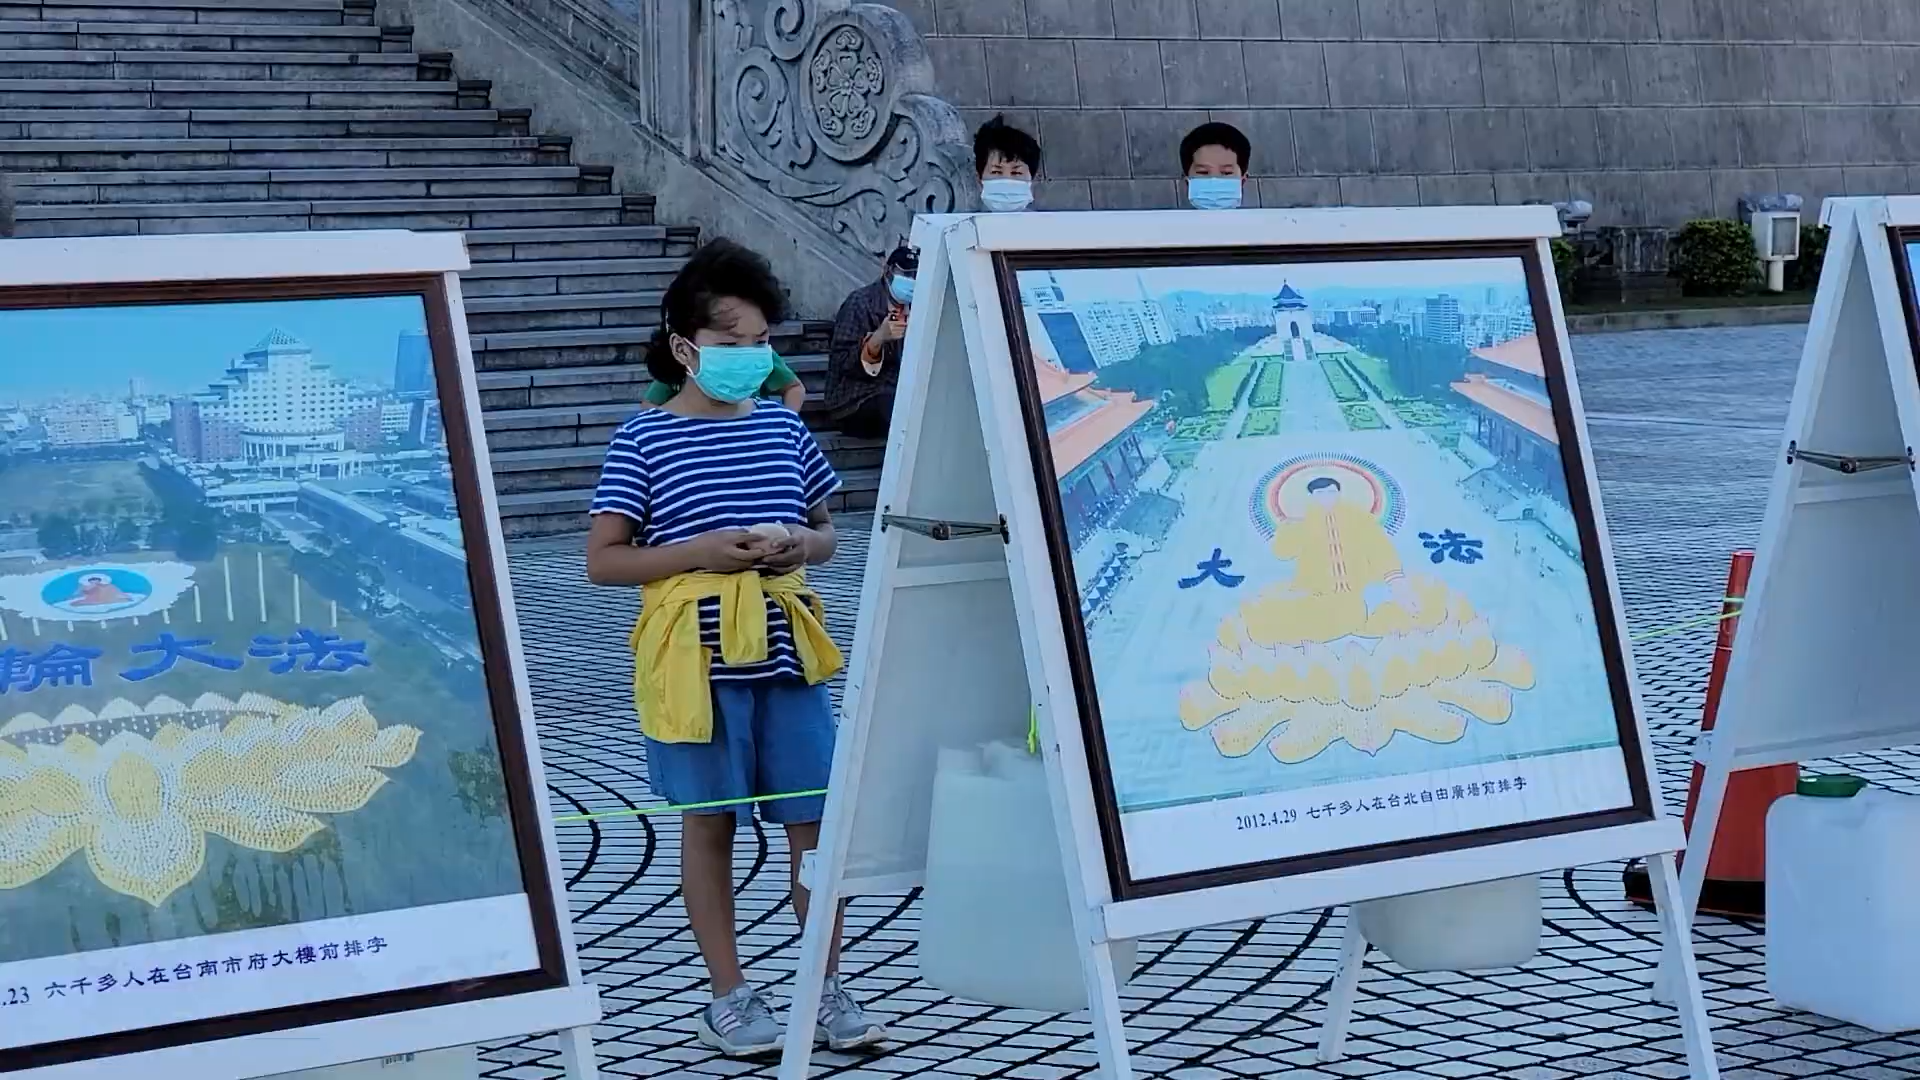 輪大法
.23 六千多人在台南市府大樓前排字
大 法
2012.4.29 七千多人在台北自由廣場前排字